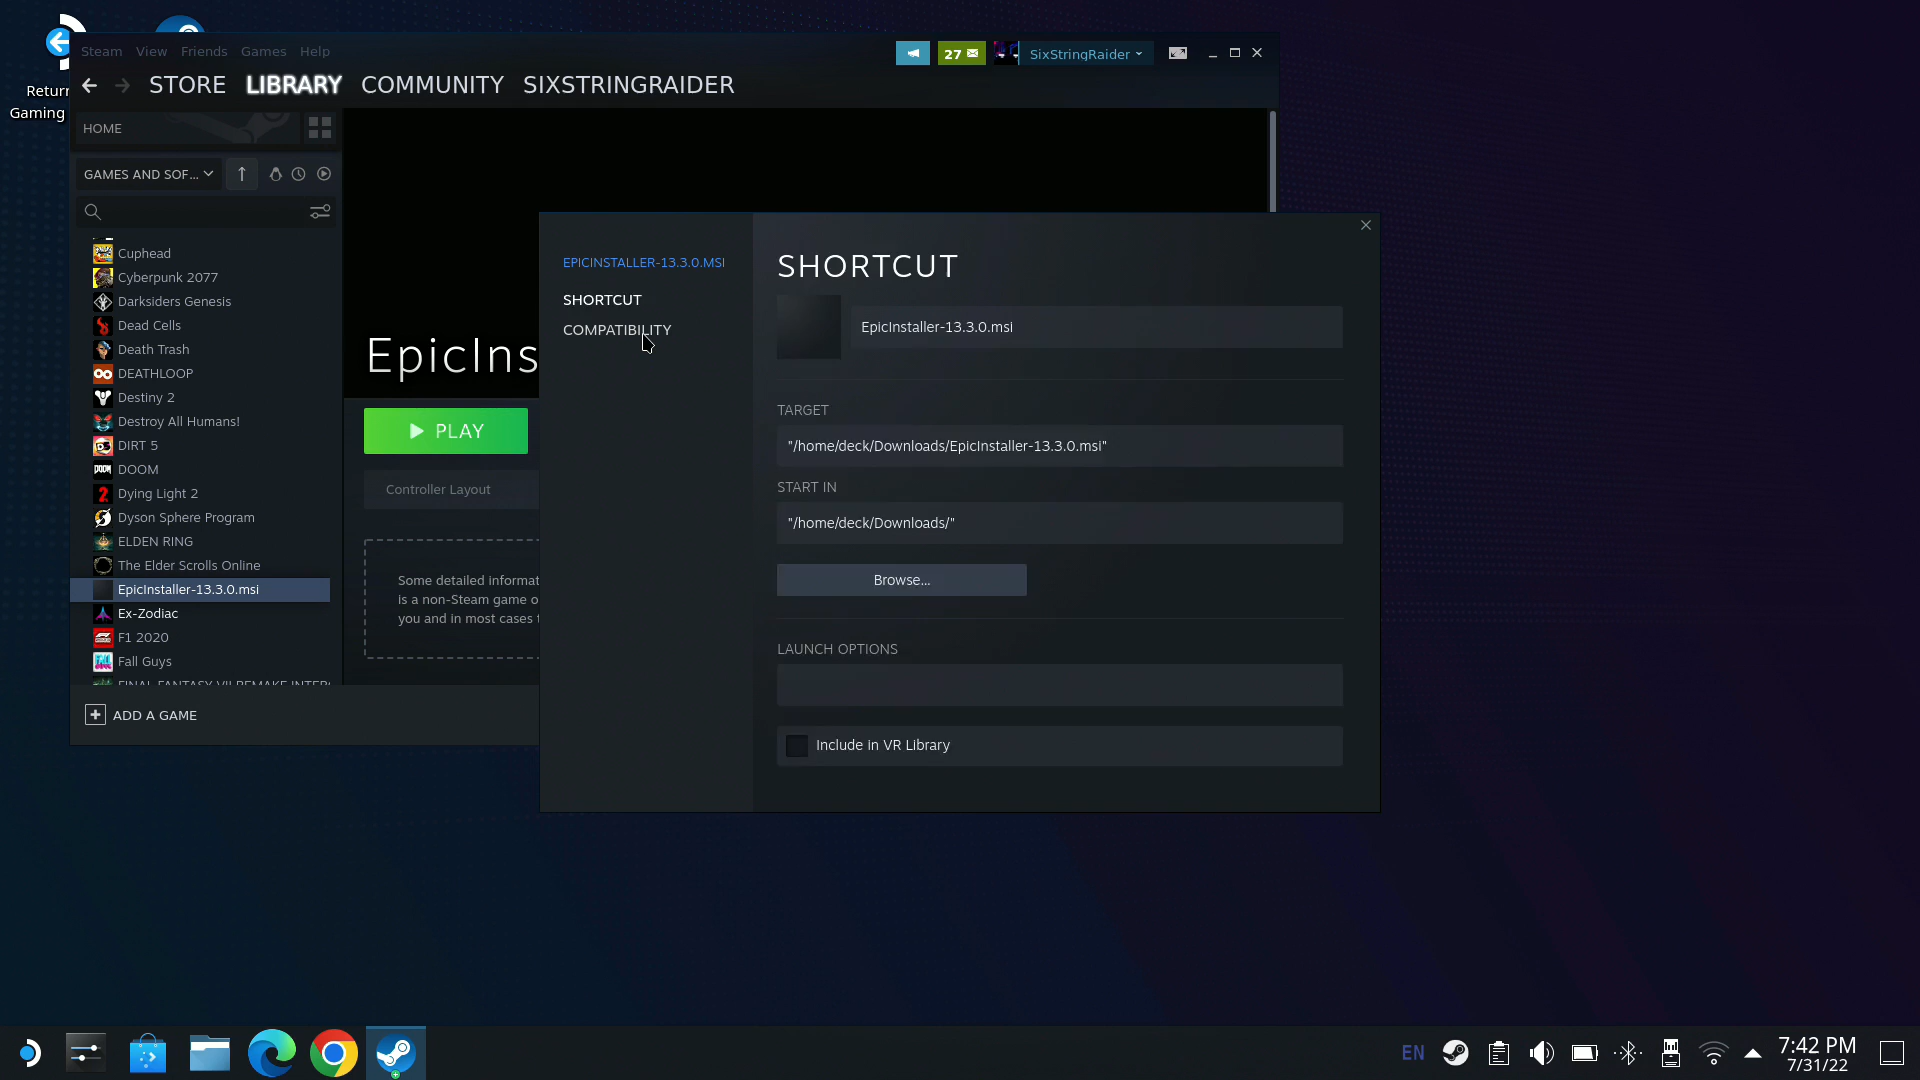 Steam View Friends Games Help
27
SixStringRaider
STORE LIBRARY COMMUNITY SIXSTRINGRAIDER
Return
Gaming
HOME
GAMES AND SOF...
Cuphead
Cyberpunk 2077
Darksiders Genesis
Dead Cells
Death Trash
DEATHLOOP
Destiny 2
Destroy All Humans!
DIRT 5
DOOM
Dying Light 2
Dyson Sphere Program
ELDEN RING
The Elder Scrolls Online
EpicInstaller-13.3.0.msi
Ex-Zodiac
F1 2020
Fall Guys
FINAL FANTASY VII REMAKE
ADD A GAME
EpicIns
PLAY
Controller Layout
Some detailed informat
is a non-Steam game o
you and in most cases t
EPICINSTALLER-13.3.0.MSI
SHORTCUT
COMPATIBILITY
SHORTCUT
EpicInstaller-13.3.0.msi
TARGET
"/home/deck/Downloads/EpicInstaller-13.3.0.msi"
START IN
"/home/deck/Downloads/"
Browse...
LAUNCH OPTIONS
Include in VR Library
EN
7:42 PM
7/31/22